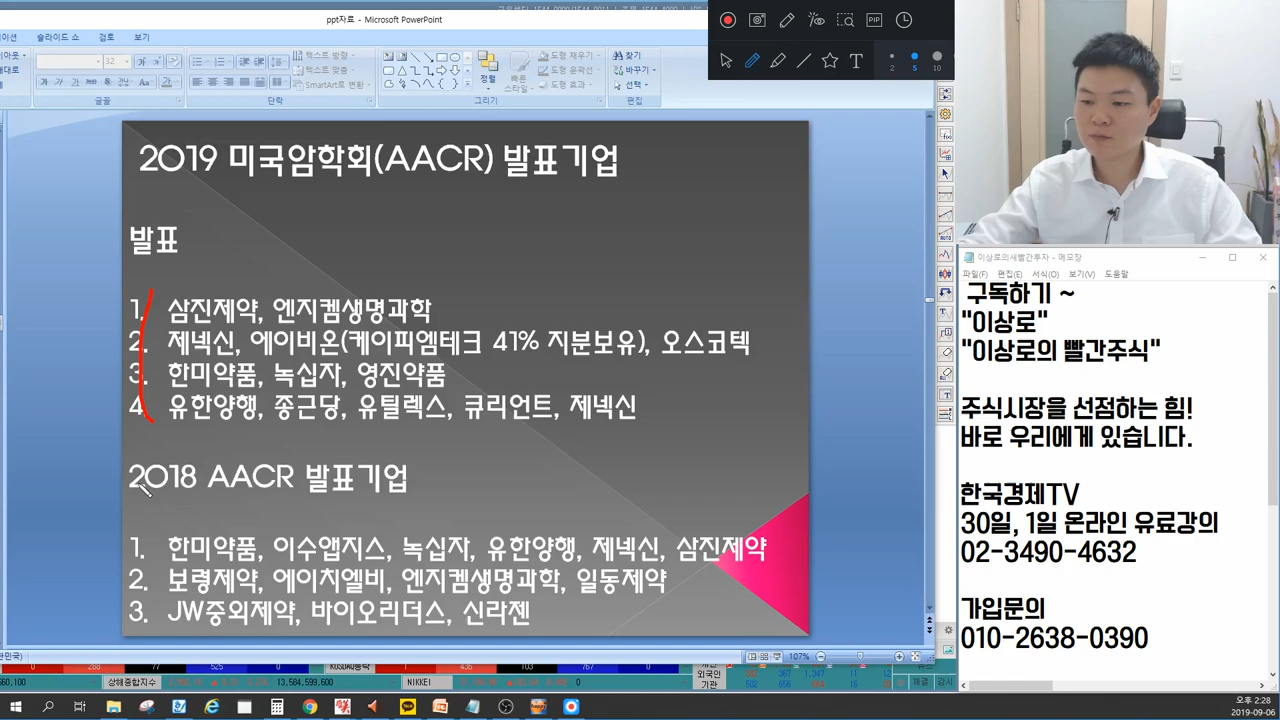 ppt자료 - Microsoft PowerPoint
슬라이드 쇼 검토 보기
텍스트 방향
텍스트 맞춤
SmartArt로 변환
정렬
빠른
스타일
도형 채우기
도형 윤곽선
도형 효과
찾기
바꾸기
선택
글꼴
단락
그리기
편집
PIP
2 5 10
2019 미국암학회(AACR) 발표기업
발표
1. 삼진제약, 엔지켐생명과학
2. 제넥신, 에이비온(케이피엠테크 41% 지분보유), 오스코텍
3. 한미약품, 녹십자, 영진약품
4. 유한양행, 종근당, 유틸렉스, 큐리언트, 제넥신
2018 AACR 발표기업
1. 한미약품, 이수앱지스, 녹십자, 유한양행, 제넥신, 삼진제약
2. 보령제약, 에이치엘비, 엔지켐생명과학, 일동제약
3. JW중외제약, 바이오리더스, 신라젠
107%
이상로의새빨간투자 - 메모장
파일(F) 편집(E) 서식(O) 보기(V) 도움말
구독하기 ~
"이상로"
"이상로의 빨간주식"
주식시장을 선점하는 힘!
바로 우리에게 있습니다.
한국경제TV
30일, 1일 온라인 유료강의
02-3490-4632
가입문의
010-2638-0390
상해종합지수
13,584,599.600
NIKKEI
외국인
기관
체결
감시
오후 2:28
2019-09-06